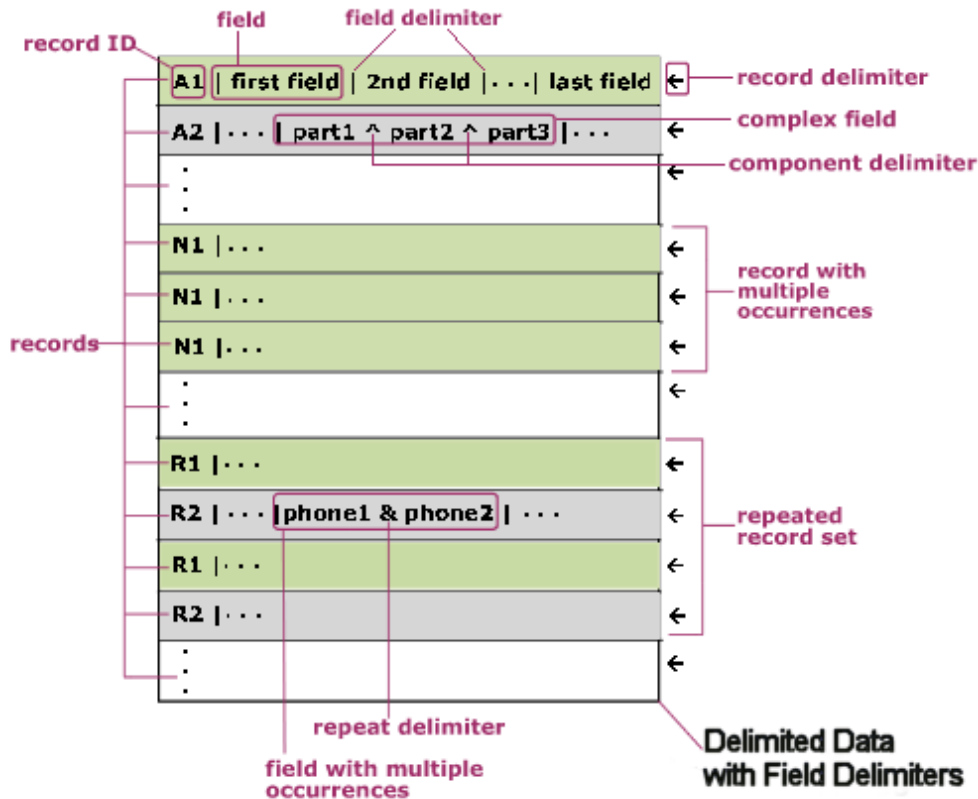 field
field delimiter
record ID
A1 | first field | 2nd field | · · · | last field ←
record delimiter
complex field
A2 | · · · | part1 ^ part2 ^ part3 | · · · ←
component delimiter
←
N1 | · · · ←
record with
multiple
occurrences
N1 | · · · ←
records
N1 | · · · ←
←
R1 | · · · ←
R2 | · · · |phone1 & phone2 | · · · ←
repeated
record set
R1 | · · · ←
R2 | · · · ←
←
repeat delimiter
field with multiple
occurrences
Delimited Data
with Field Delimiters